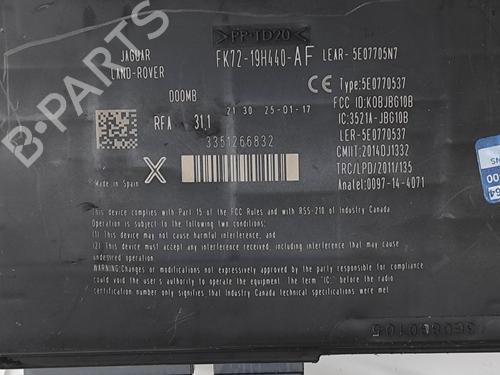 >PP-TD20<
JAGUAR
LAND-ROVER
FK72-19H440-AF LEAR-5E07705N7
CE Type:5E0770537
D00MB
FCC ID:KOBJBG10B
21 30 25-01-17
IC:3521A-JBG10B
RFA 31.1
LER-5E0770537
3351266832
CMIIT:2014DJ1332
TRC/LPD/2011/135
X
Made in Spain
Anatel:0097-14-4071
64
00
This device complies with Part 15 of the FCC Rules and with RSS-210 of Industry Canada.
Operation is subject to the following two conditions:
(1) This device may not cause harmful interference, and
(2) This device must accept any interference received, including interference that may cause
undesired operation.
WARNING:Changes or modifications not expressively approved by the party responsible for compliance
could void the user's authority to operate the equipment. The term "IC:" before the radio
certification number only signifies that Industry Canada technical specifications were met.
B-Parts